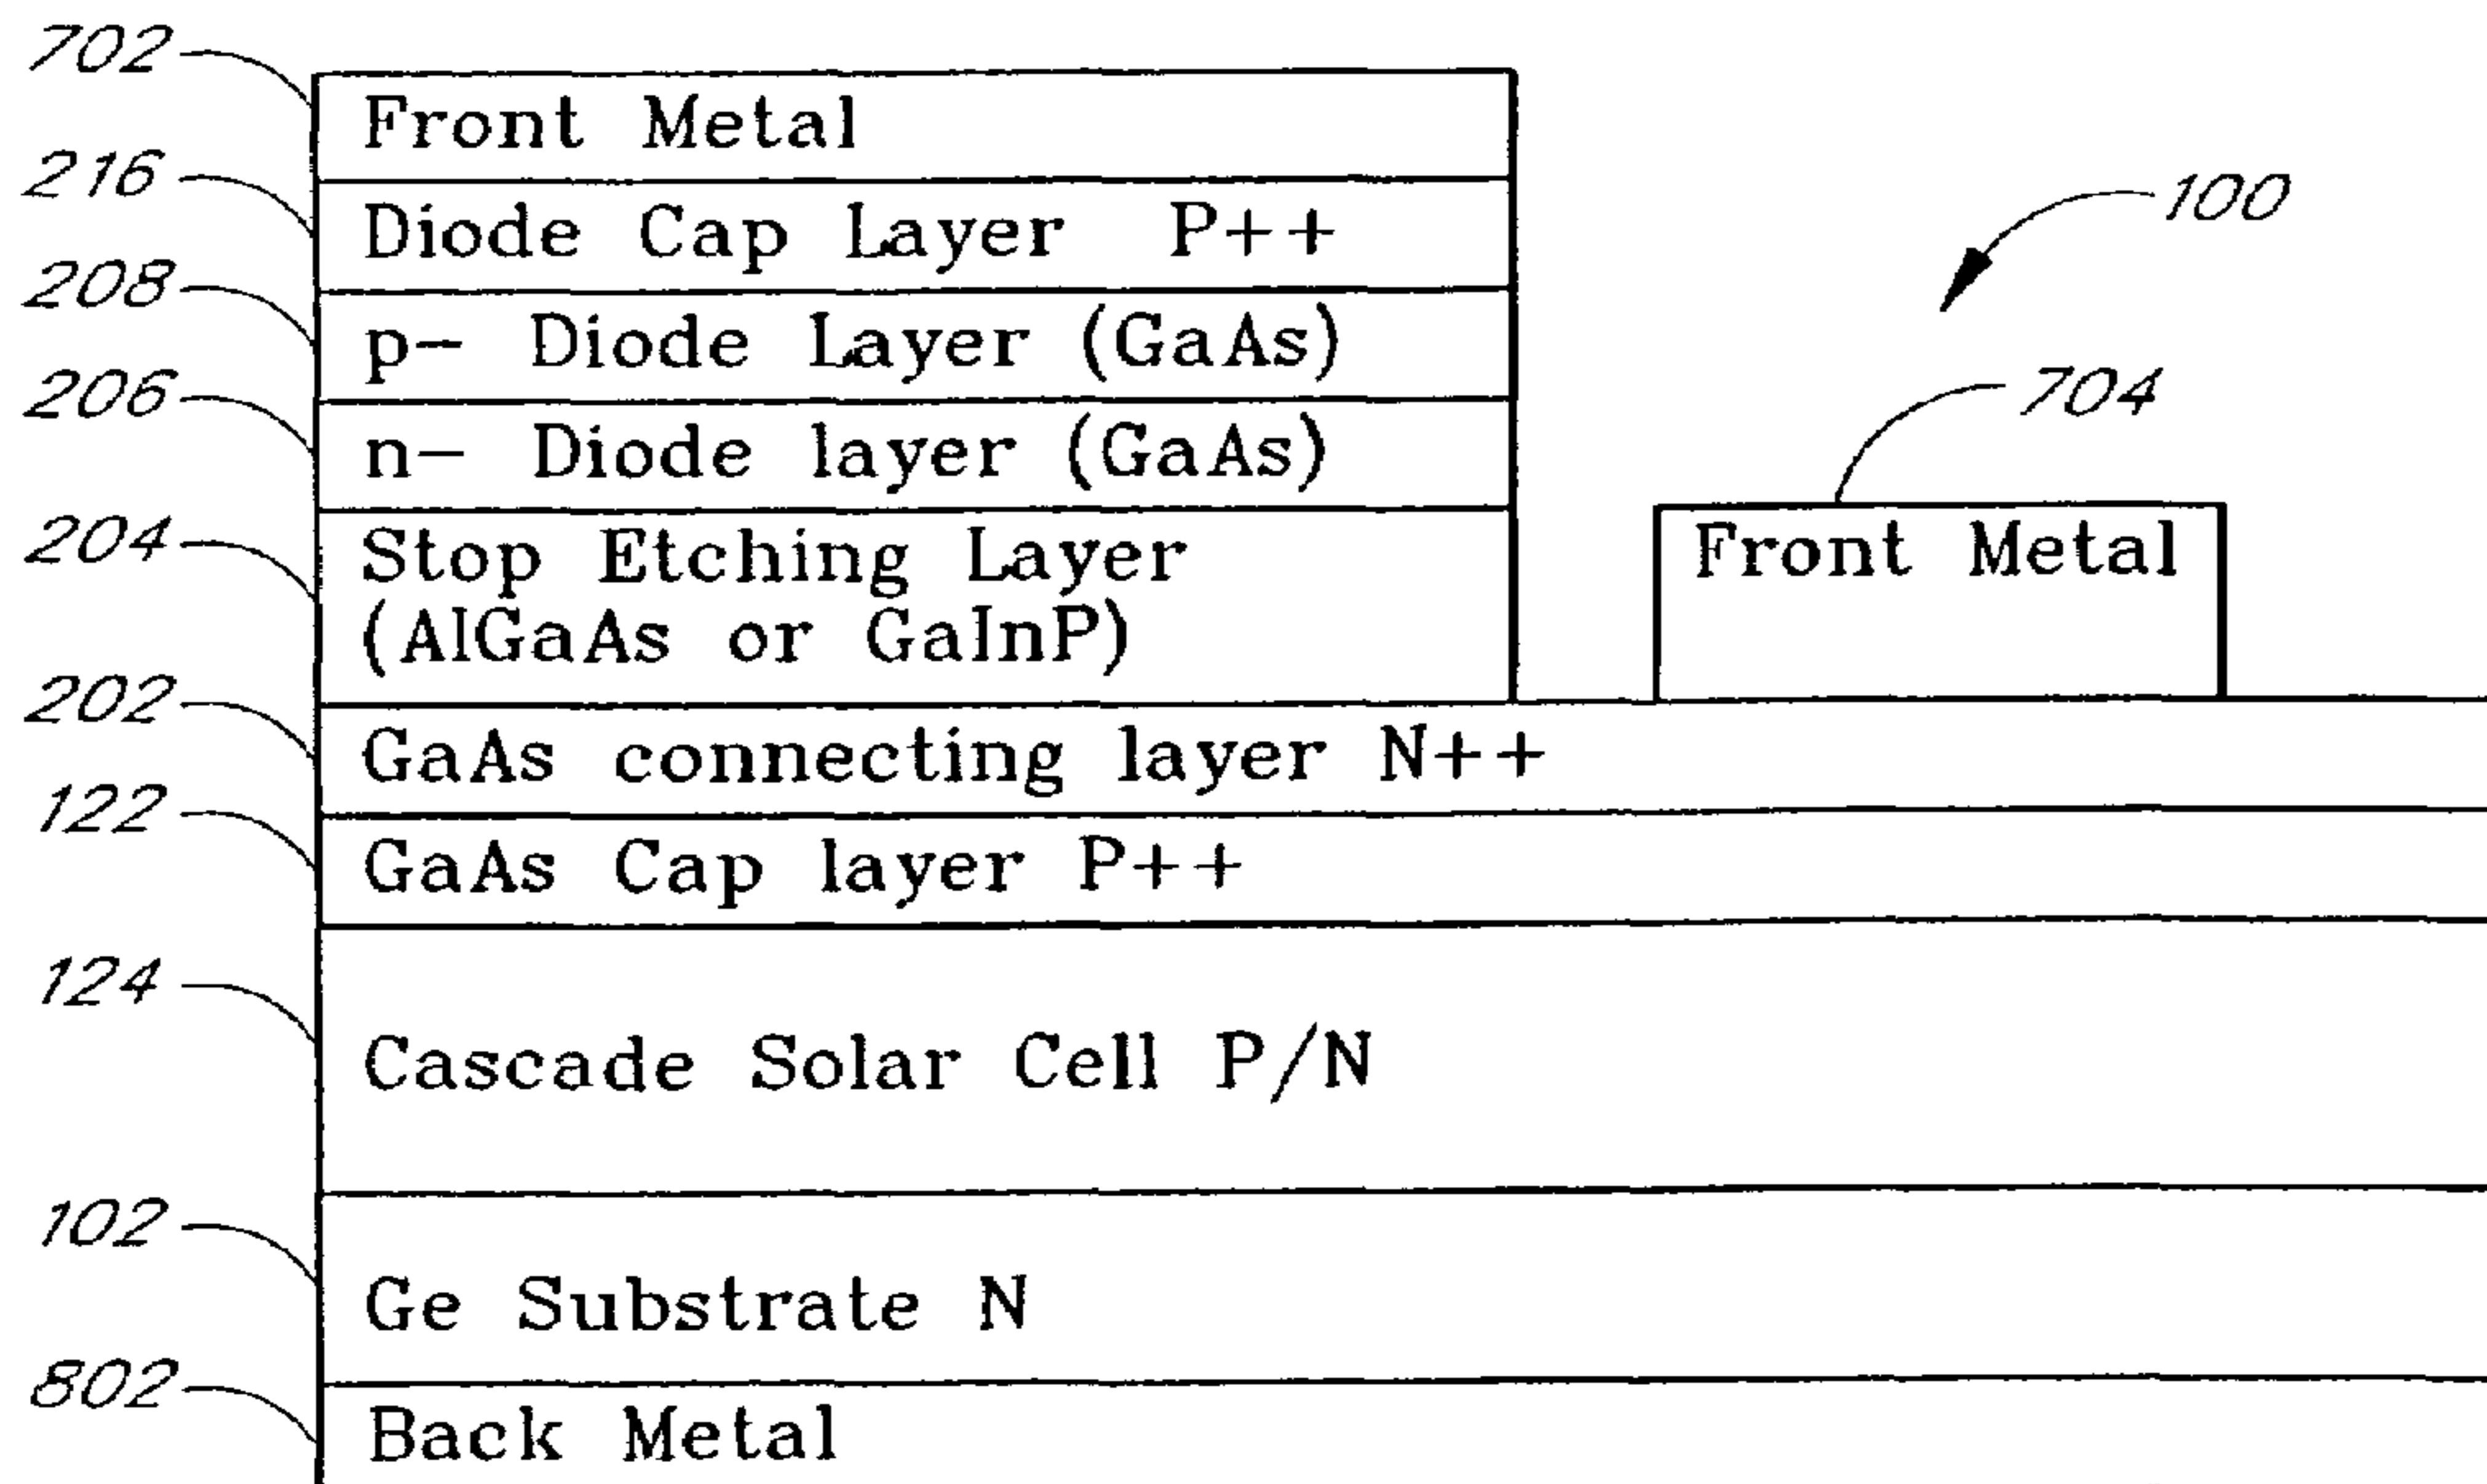 702
Front Metal
216
Diode Cap Layer P++
100
208
p- Diode Layer (GaAs)
206
n- Diode layer (GaAs)
704
204
Stop Etching Layer
(AlGaAs or GaInP)
Front Metal
202
GaAs connecting layer N++
122
GaAs Cap layer P++
124
Cascade Solar Cell P/N
102
Ge Substrate N
802
Back Metal